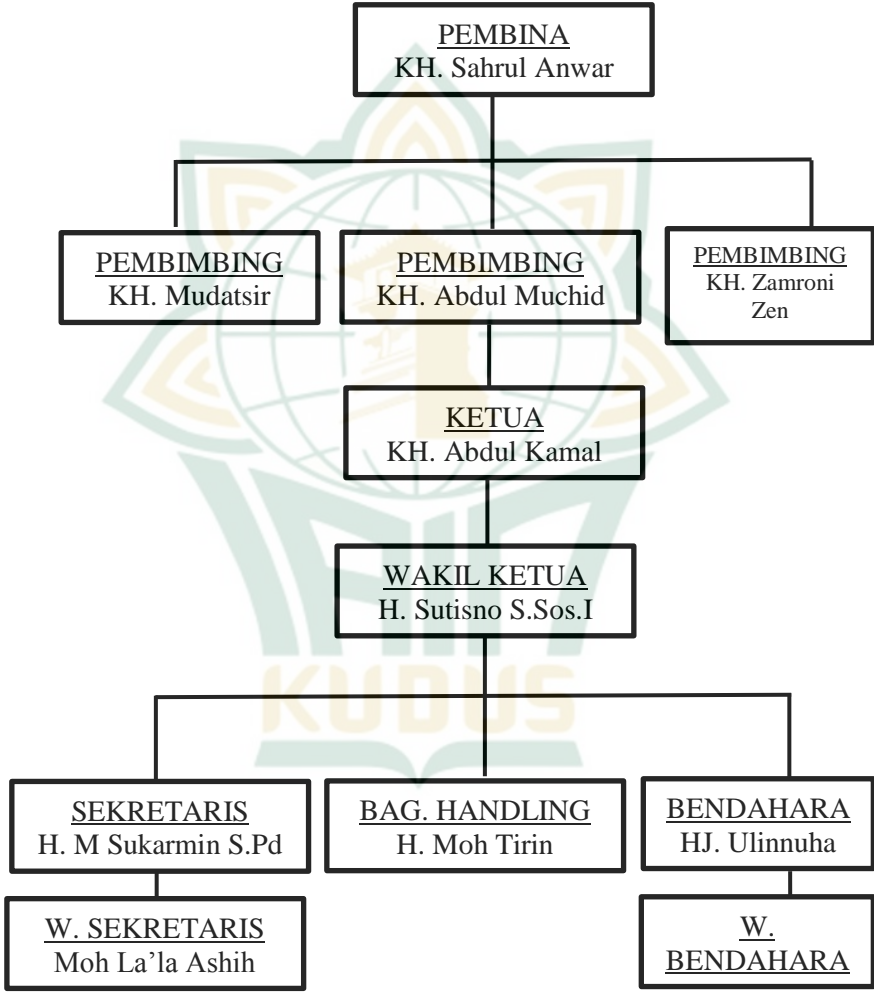 PEMBINA
KH. Sahrul Anwar
PEMBIMBING
KH. Mudatsir
PEMBIMBING
KH. Abdul Muchid
PEMBIMBING
KH. Zamroni
Zen
KETUA
KH. Abdul Kamal
WAKIL KETUA
H. Sutisno S.Sos.I
SEKRETARIS
H. M Sukarmin S.Pd
BAG. HANDLING
H. Moh Tirin
BENDAHARA
HJ. Ulinnuha
W. SEKRETARIS
Moh La’la Ashih
W.
BENDAHARA
IAIN
KUDUS